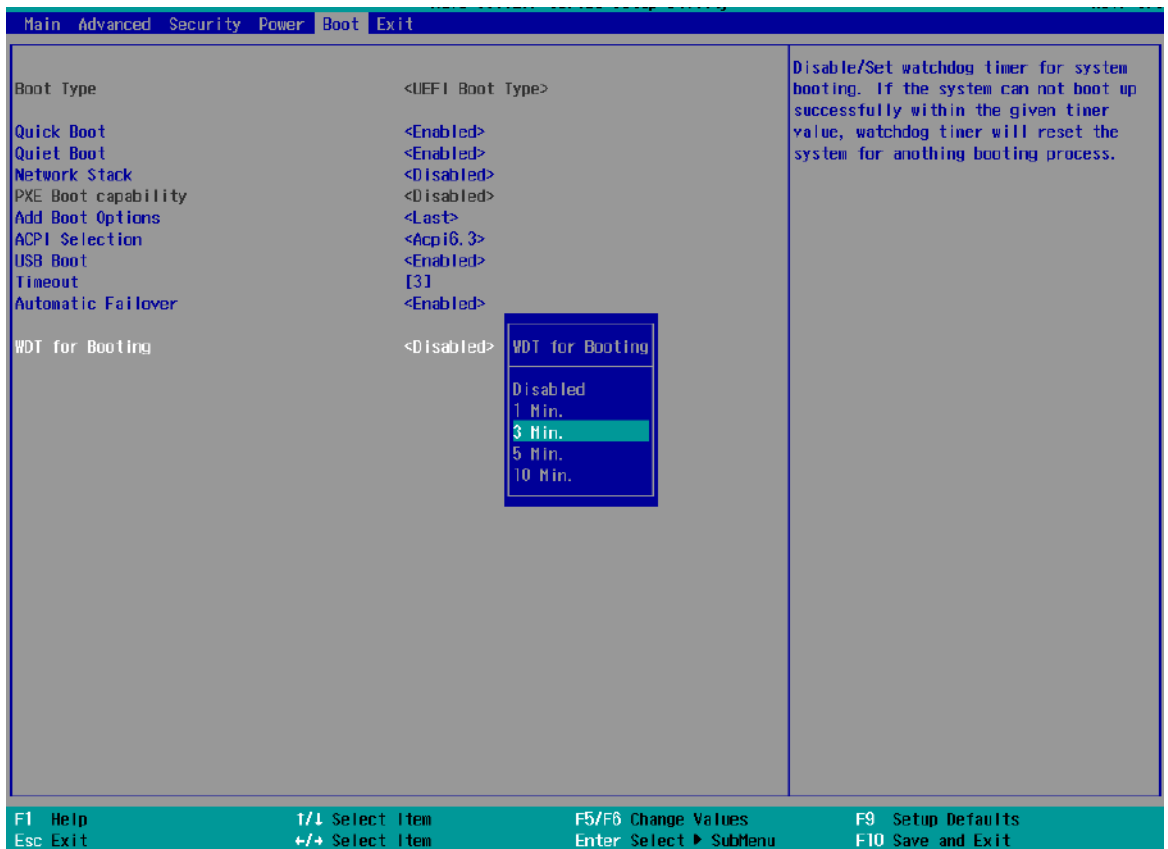 Main Advanced Security Power Boot Exit
Boot Type <UEFI Boot Type>
Quick Boot <Enabled>
Quiet Boot <Enabled>
Network Stack <Disabled>
PXE Boot capability <Disabled>
Add Boot Options <Last>
ACPI Selection <Acpi6.3>
USB Boot <Enabled>
Timeout [3]
Automatic Failover <Enabled>
WDT for Booting <Disabled>
WDT for Booting
Disabled
1 Min.
3 Min.
5 Min.
10 Min.
Disable/Set watchdog timer for system
booting. If the system can not boot up
successfully within the given timer
value, watchdog timer will reset the
system for anothing booting process.
F1 Help ↑/↓ Select Item F5/F6 Change Values F9 Setup Defaults
Esc Exit ←/→ Select Item Enter Select ▶ SubMenu F10 Save and Exit